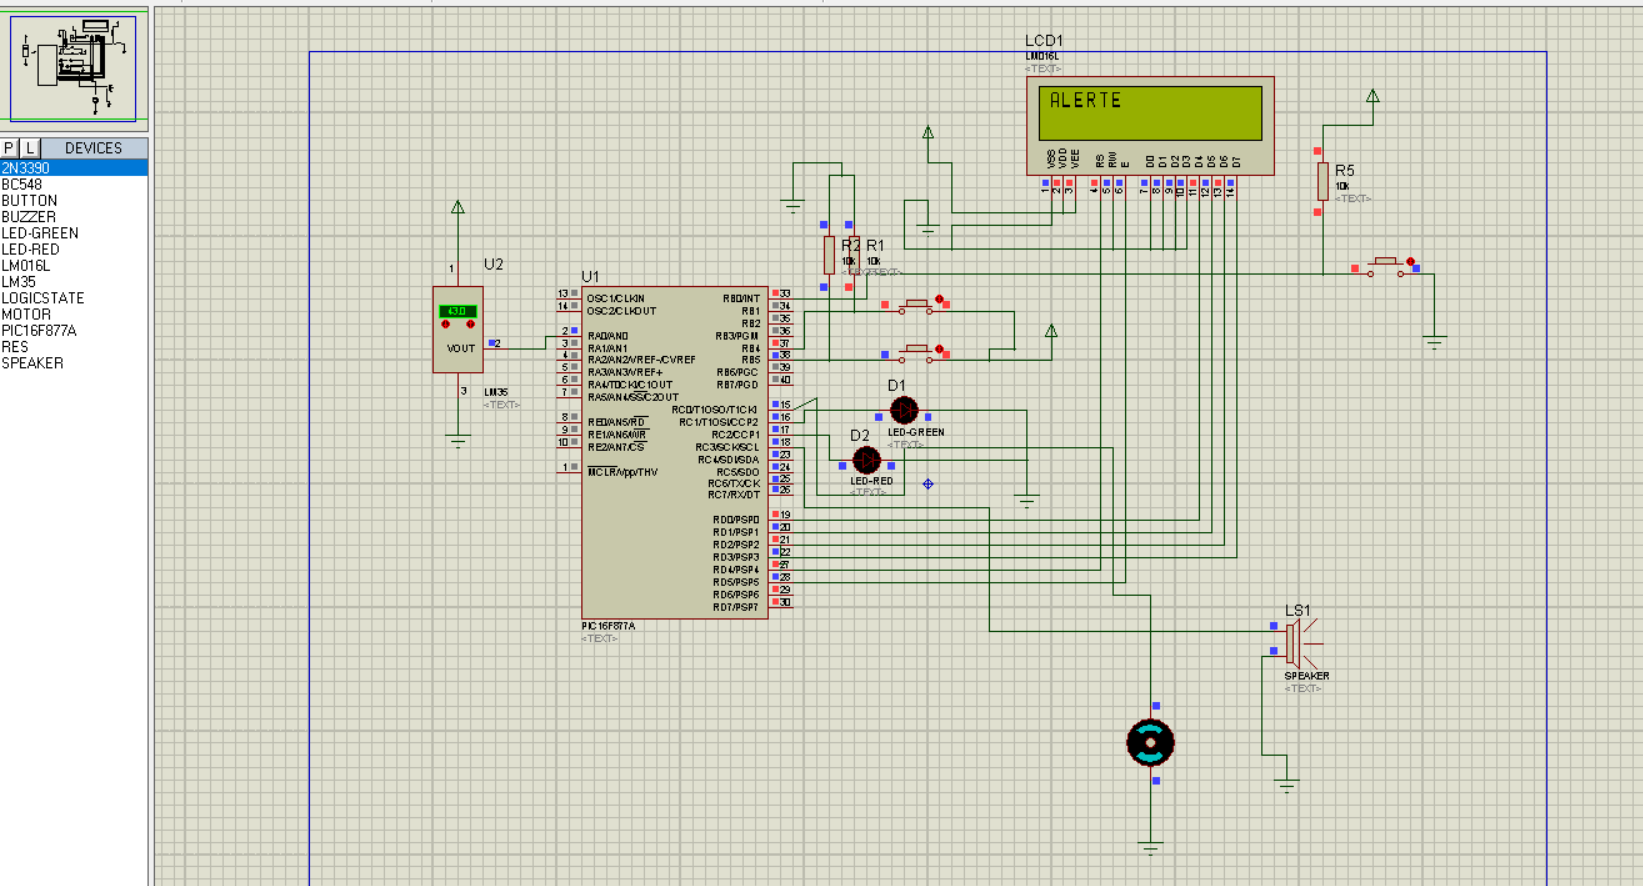 P L DEVICES
2N3390
BC548
BUTTON
BUZZER
LED-GREEN
LED-RED
LM016L
LM35
LOGICSTATE
MOTOR
PIC16F877A
RES
SPEAKER
LCD1
LM016L
<TEXT>
ALERTE
VSS
VDD
VEE
RS
RW
E
D0
D1
D2
D3
D4
D5
D6
D7
1
2
3
4
5
6
7
8
9
10
11
12
13
14
R5
10k
<TEXT>
R2
10k
R1
10k
U2
1
43.0
VOUT
2
3
LM35
<TEXT>
U1
13 OSC1/CLKIN
14 OSC2/CLKOUT
2 RA0/AN0
3 RA1/AN1
4 RA2/AN2/VREF-/CVREF
5 RA3/AN3/VREF+
6 RA4/T0CKI/C1OUT
7 RA5/AN4/SS/C2OUT
8 RE0/AN5/RD
9 RE1/AN6/WR
10 RE2/AN7/CS
1 MCLR/Vpp/THV
RB0/INT 33
RB1 34
RB2 35
RB3/PGM 36
RB4 37
RB5 38
RB6/PGC 39
RB7/PGD 40
RC0/T1OSO/T1CKI 15
RC1/T1OSI/CCP2 16
RC2/CCP1 17
RC3/SCK/SCL 18
RC4/SDI/SDA 23
RC5/SDO 24
RC6/TX/CK 25
RC7/RX/DT 26
RD0/PSP0 19
RD1/PSP1 20
RD2/PSP2 21
RD3/PSP3 22
RD4/PSP4 27
RD5/PSP5 28
RD6/PSP6 29
RD7/PSP7 30
PIC16F877A
<TEXT>
D1
LED-GREEN
<TEXT>
D2
LED-RED
<TEXT>
LS1
SPEAKER
<TEXT>